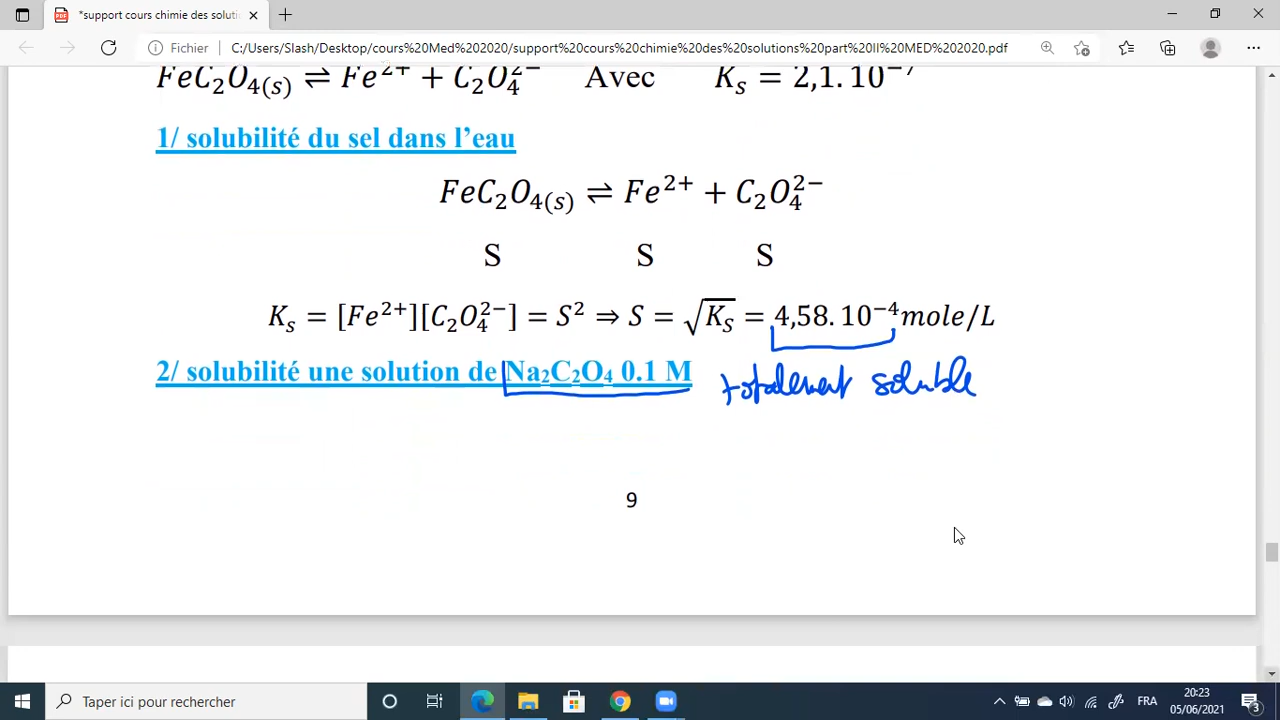 *support cours chimie des soluti
Fichier C:/Users/Slash/Desktop/cours%20Med%202020/support%20cours%20chimie%20des%20solutions%20part%20II%20MED%202020.pdf
FeC₂O₄(s) ⇌ Fe²⁺ + C₂O₄²⁻ Avec Kₛ = 2,1. 10⁻⁷
1/ solubilité du sel dans l’eau
FeC₂O₄(s) ⇌ Fe²⁺ + C₂O₄²⁻
S S S
Kₛ = [Fe²⁺][C₂O₄²⁻] = S² ⇒ S = √Kₛ = 4,58. 10⁻⁴mole/L
2/ solubilité une solution de Na₂C₂O₄ 0.1 M totalement soluble
9
Taper ici pour rechercher
FRA
20:23
05/06/2021
3